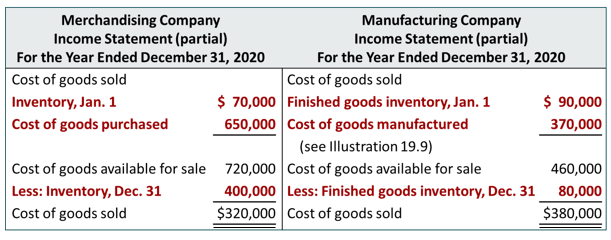 Merchandising Company
Income Statement (partial)
For the Year Ended December 31, 2020
Cost of goods sold
Inventory, Jan. 1 $ 70,000
Cost of goods purchased 650,000
Cost of goods available for sale 720,000
Less: Inventory, Dec. 31 400,000
Cost of goods sold $320,000
Manufacturing Company
Income Statement (partial)
For the Year Ended December 31, 2020
Cost of goods sold
Finished goods inventory, Jan. 1 $ 90,000
Cost of goods manufactured 370,000
(see Illustration 19.9)
Cost of goods available for sale 460,000
Less: Finished goods inventory, Dec. 31 80,000
Cost of goods sold $380,000